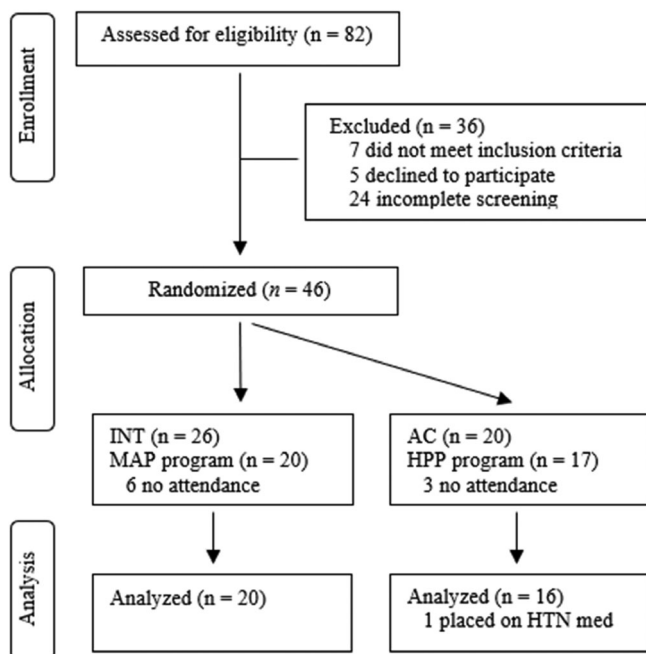 Enrollment
Assessed for eligibility (n = 82)
Excluded (n = 36)
7 did not meet inclusion criteria
5 declined to participate
24 incomplete screening
Allocation
Randomized (n = 46)
INT (n = 26)
MAP program (n = 20)
6 no attendance
AC (n = 20)
HPP program (n = 17)
3 no attendance
Analysis
Analyzed (n = 20)
Analyzed (n = 16)
1 placed on HTN med